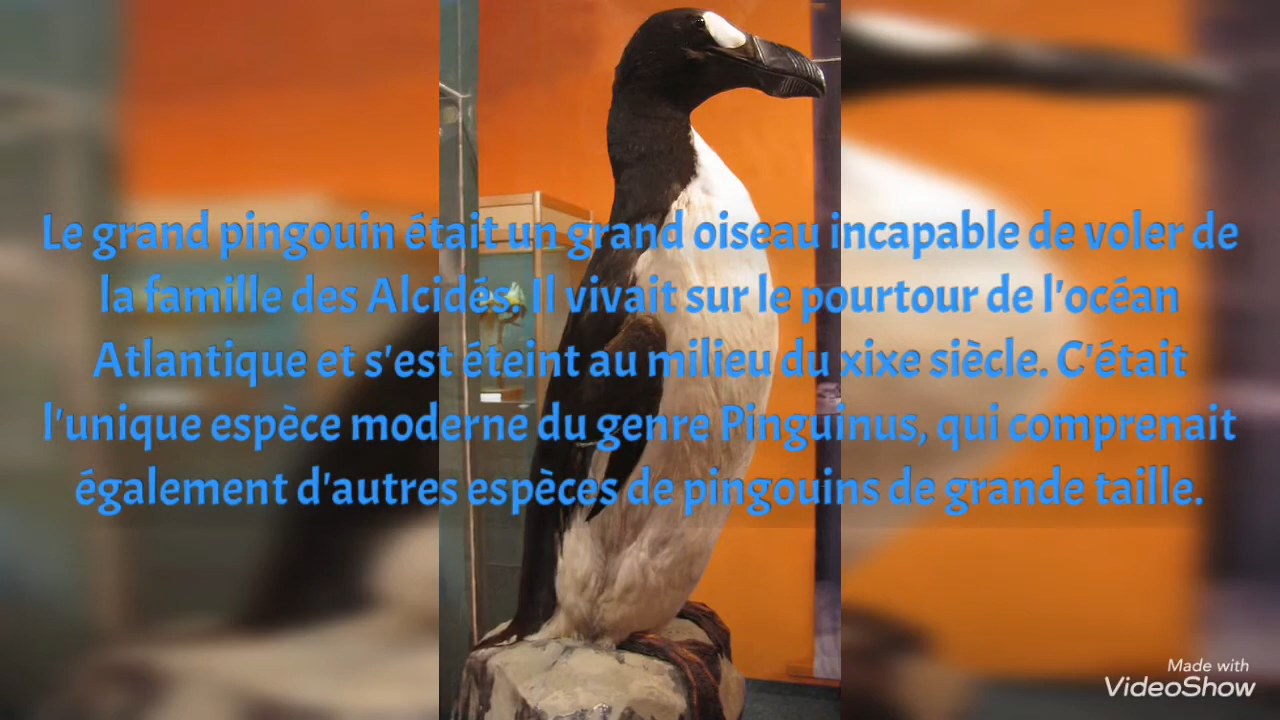 Le grand pingouin était un grand oiseau incapable de voler de
la famille des Alcidés. Il vivait sur le pourtour de l'océan
Atlantique et s'est éteint au milieu du xixe siècle. C'était
l'unique espèce moderne du genre Pinguinus, qui comprenait
également d'autres espèces de pingouins de grande taille.
Made with
VideoShow